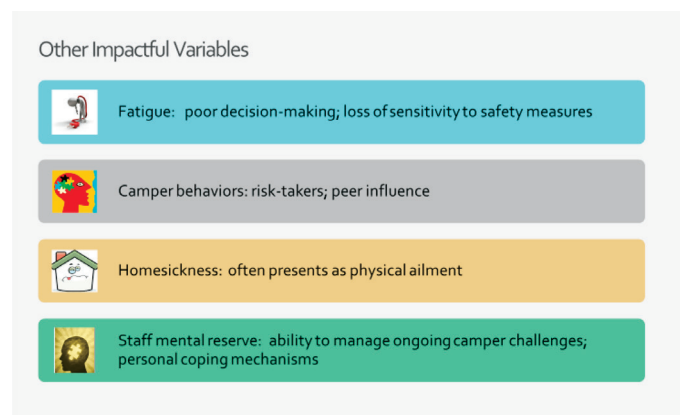 Other Impactful Variables
Fatigue: poor decision-making; loss of sensitivity to safety measures
Camper behaviors: risk-takers; peer influence
Homesickness: often presents as physical ailment
Staff mental reserve: ability to manage ongoing camper challenges;
personal coping mechanisms